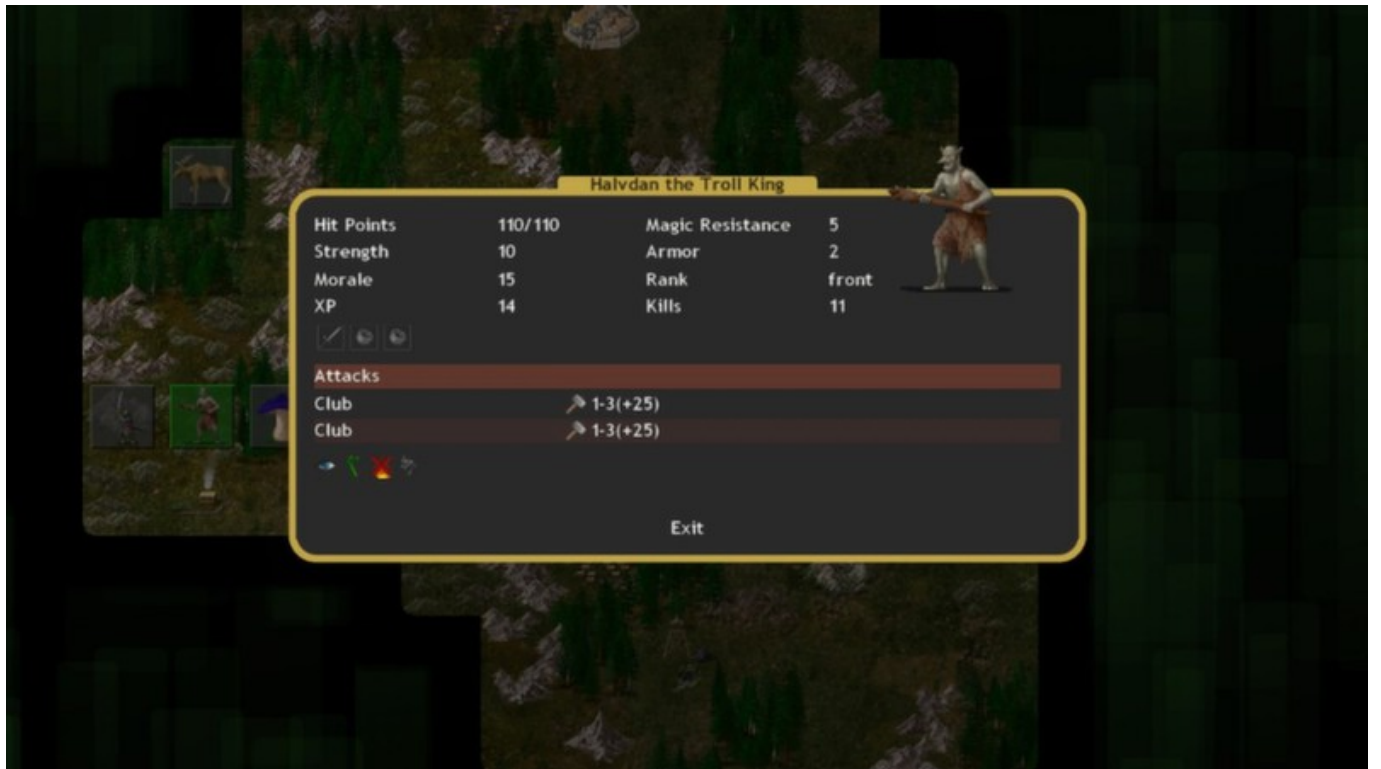 Halvdan the Troll King
Hit Points 110/110 Magic Resistance 5
Strength 10 Armor 2
Morale 15 Rank front
XP 14 Kills 11
Attacks
Club 1-3(+25)
Club 1-3(+25)
Exit